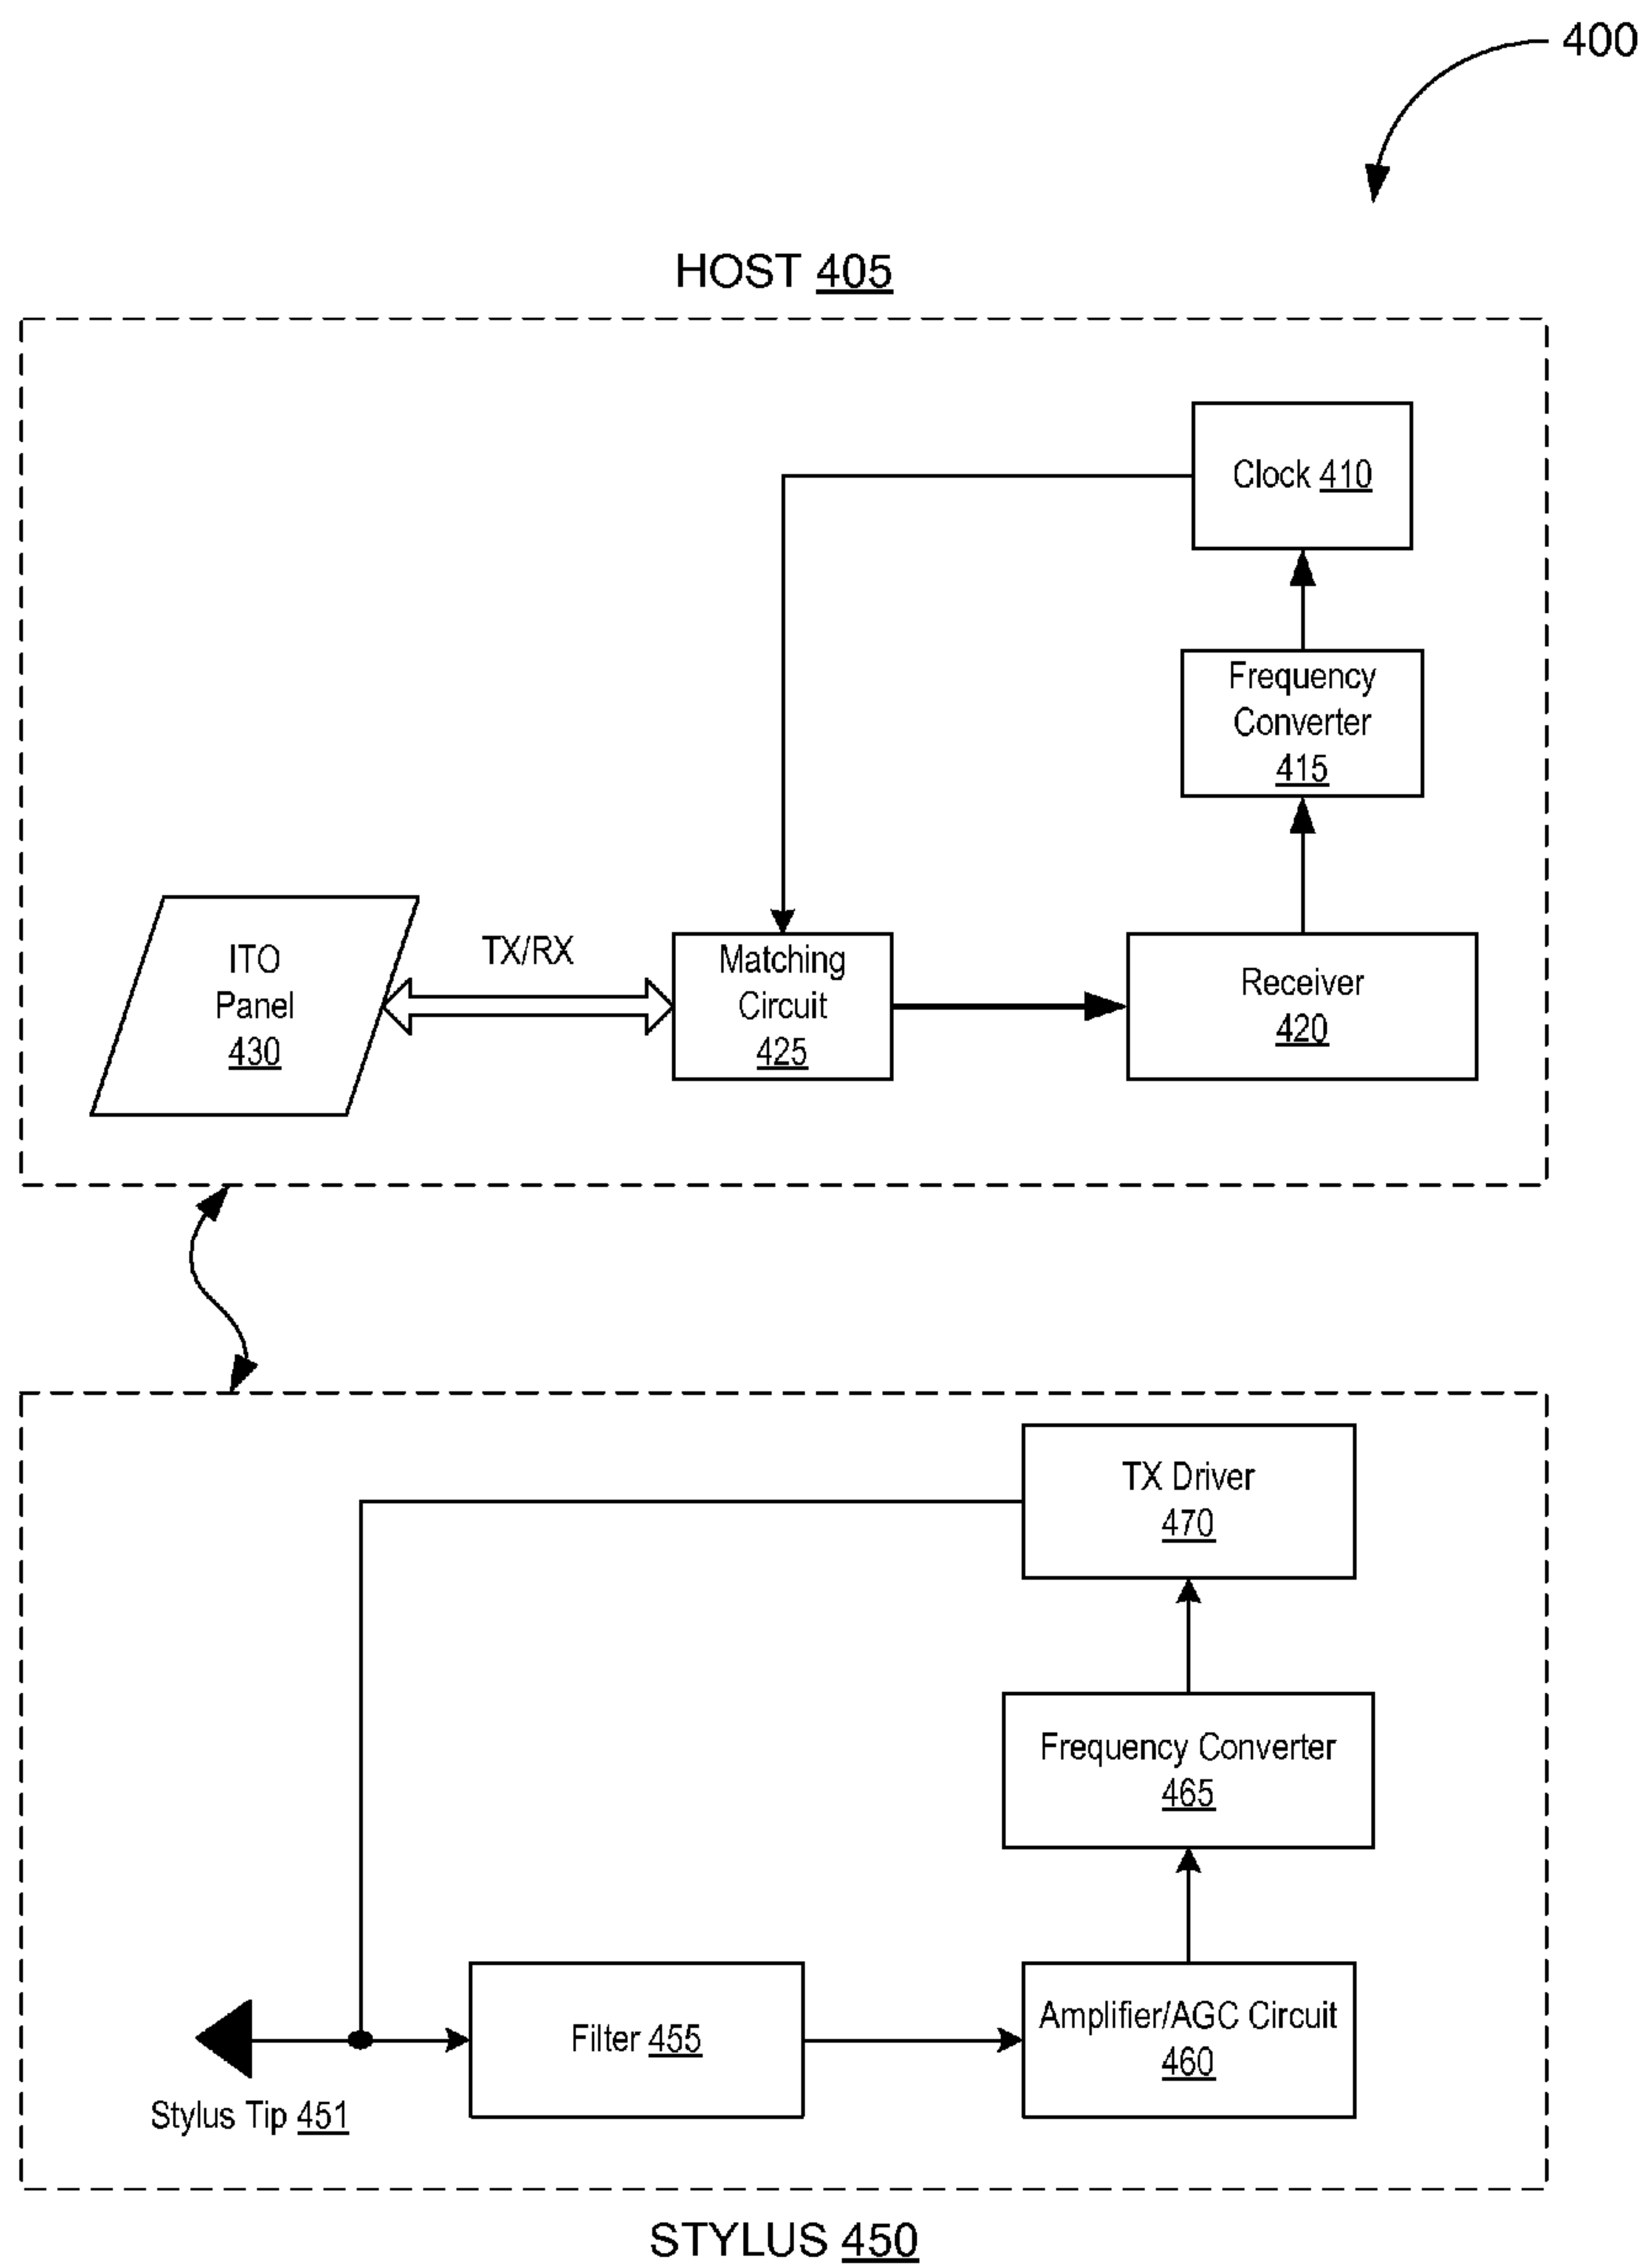 400
HOST 405
Clock 410
Frequency
Converter
415
ITO
Panel
430
TX/RX
Matching
Circuit
425
Receiver
420
TX Driver
470
Frequency Converter
465
Filter 455
Amplifier/AGC Circuit
460
Stylus Tip 451
STYLUS 450